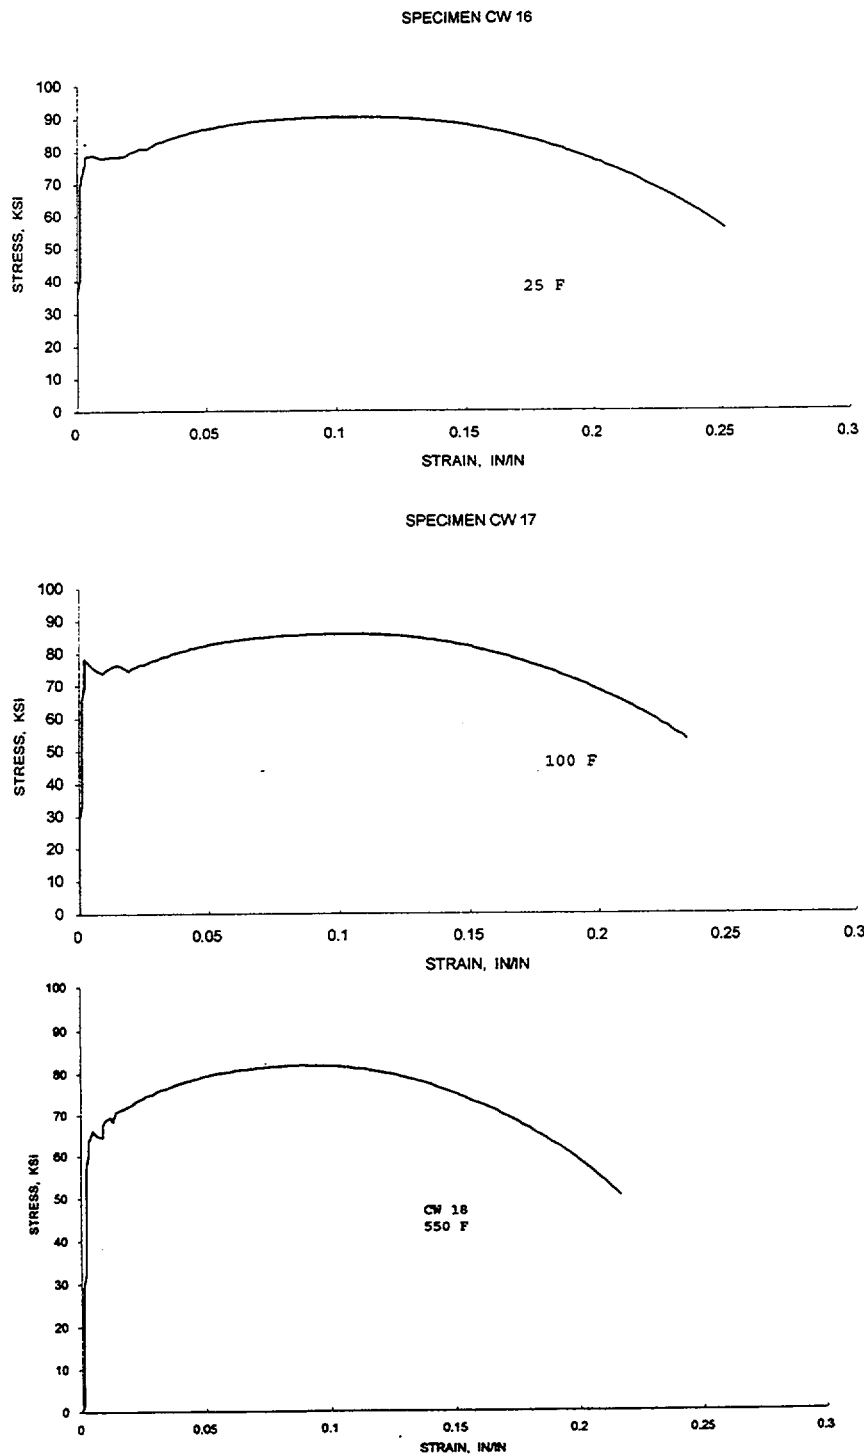 SPECIMEN CW 16
100
90
80
70
60
50
40
30
20
10
0
STRESS, KSI
25 F
0 0.05 0.1 0.15 0.2 0.25 0.3
STRAIN, IN/IN
SPECIMEN CW 17
100
90
80
70
60
50
40
30
20
10
0
STRESS, KSI
100 F
0 0.05 0.1 0.15 0.2 0.25 0.3
STRAIN, IN/IN
100
90
80
70
60
50
40
30
20
10
0
STRESS, KSI
CW 18
550 F
0 0.05 0.1 0.15 0.2 0.25 0.3
STRAIN, IN/IN